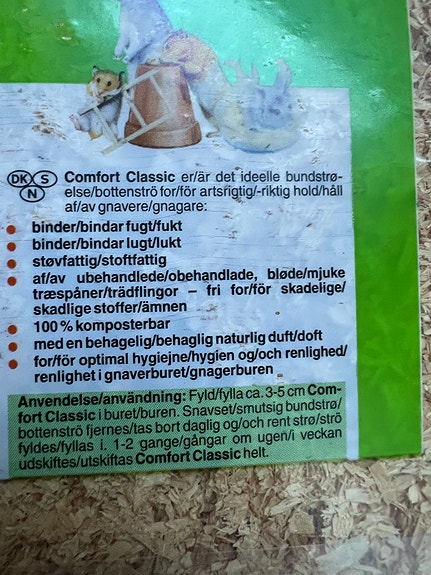 DK S Comfort Classic er/är det ideelle bundstrø-
N else/bottenströ for/för artsrigtig/-riktig hold/håll
af/av gnavere/gnagare:
binder/bindar fugt/fukt
binder/bindar lugt/lukt
støvfattig/stoftfattig
af/av ubehandlede/obehandlade, bløde/mjuke
træspåner/trädflingor – fri for/för skadelige/
skadlige stoffer/ämnen
100 % komposterbar
med en behagelig/behaglig naturlig duft/doft
for/för optimal hygiejne/hygien og/och renlighed/
renlighet i gnaverburet/gnagerburen
Anvendelse/användning: Fyld/fylla ca. 3-5 cm Com-
fort Classic i buret/buren. Snavset/smutsig bundstrø/
bottenströ fjernes/tas bort daglig og/och rent strø/strö
fyldes/fyllas i. 1-2 gange/gångar om ugen/i veckan
udskiftes/utskiftas Comfort Classic helt.